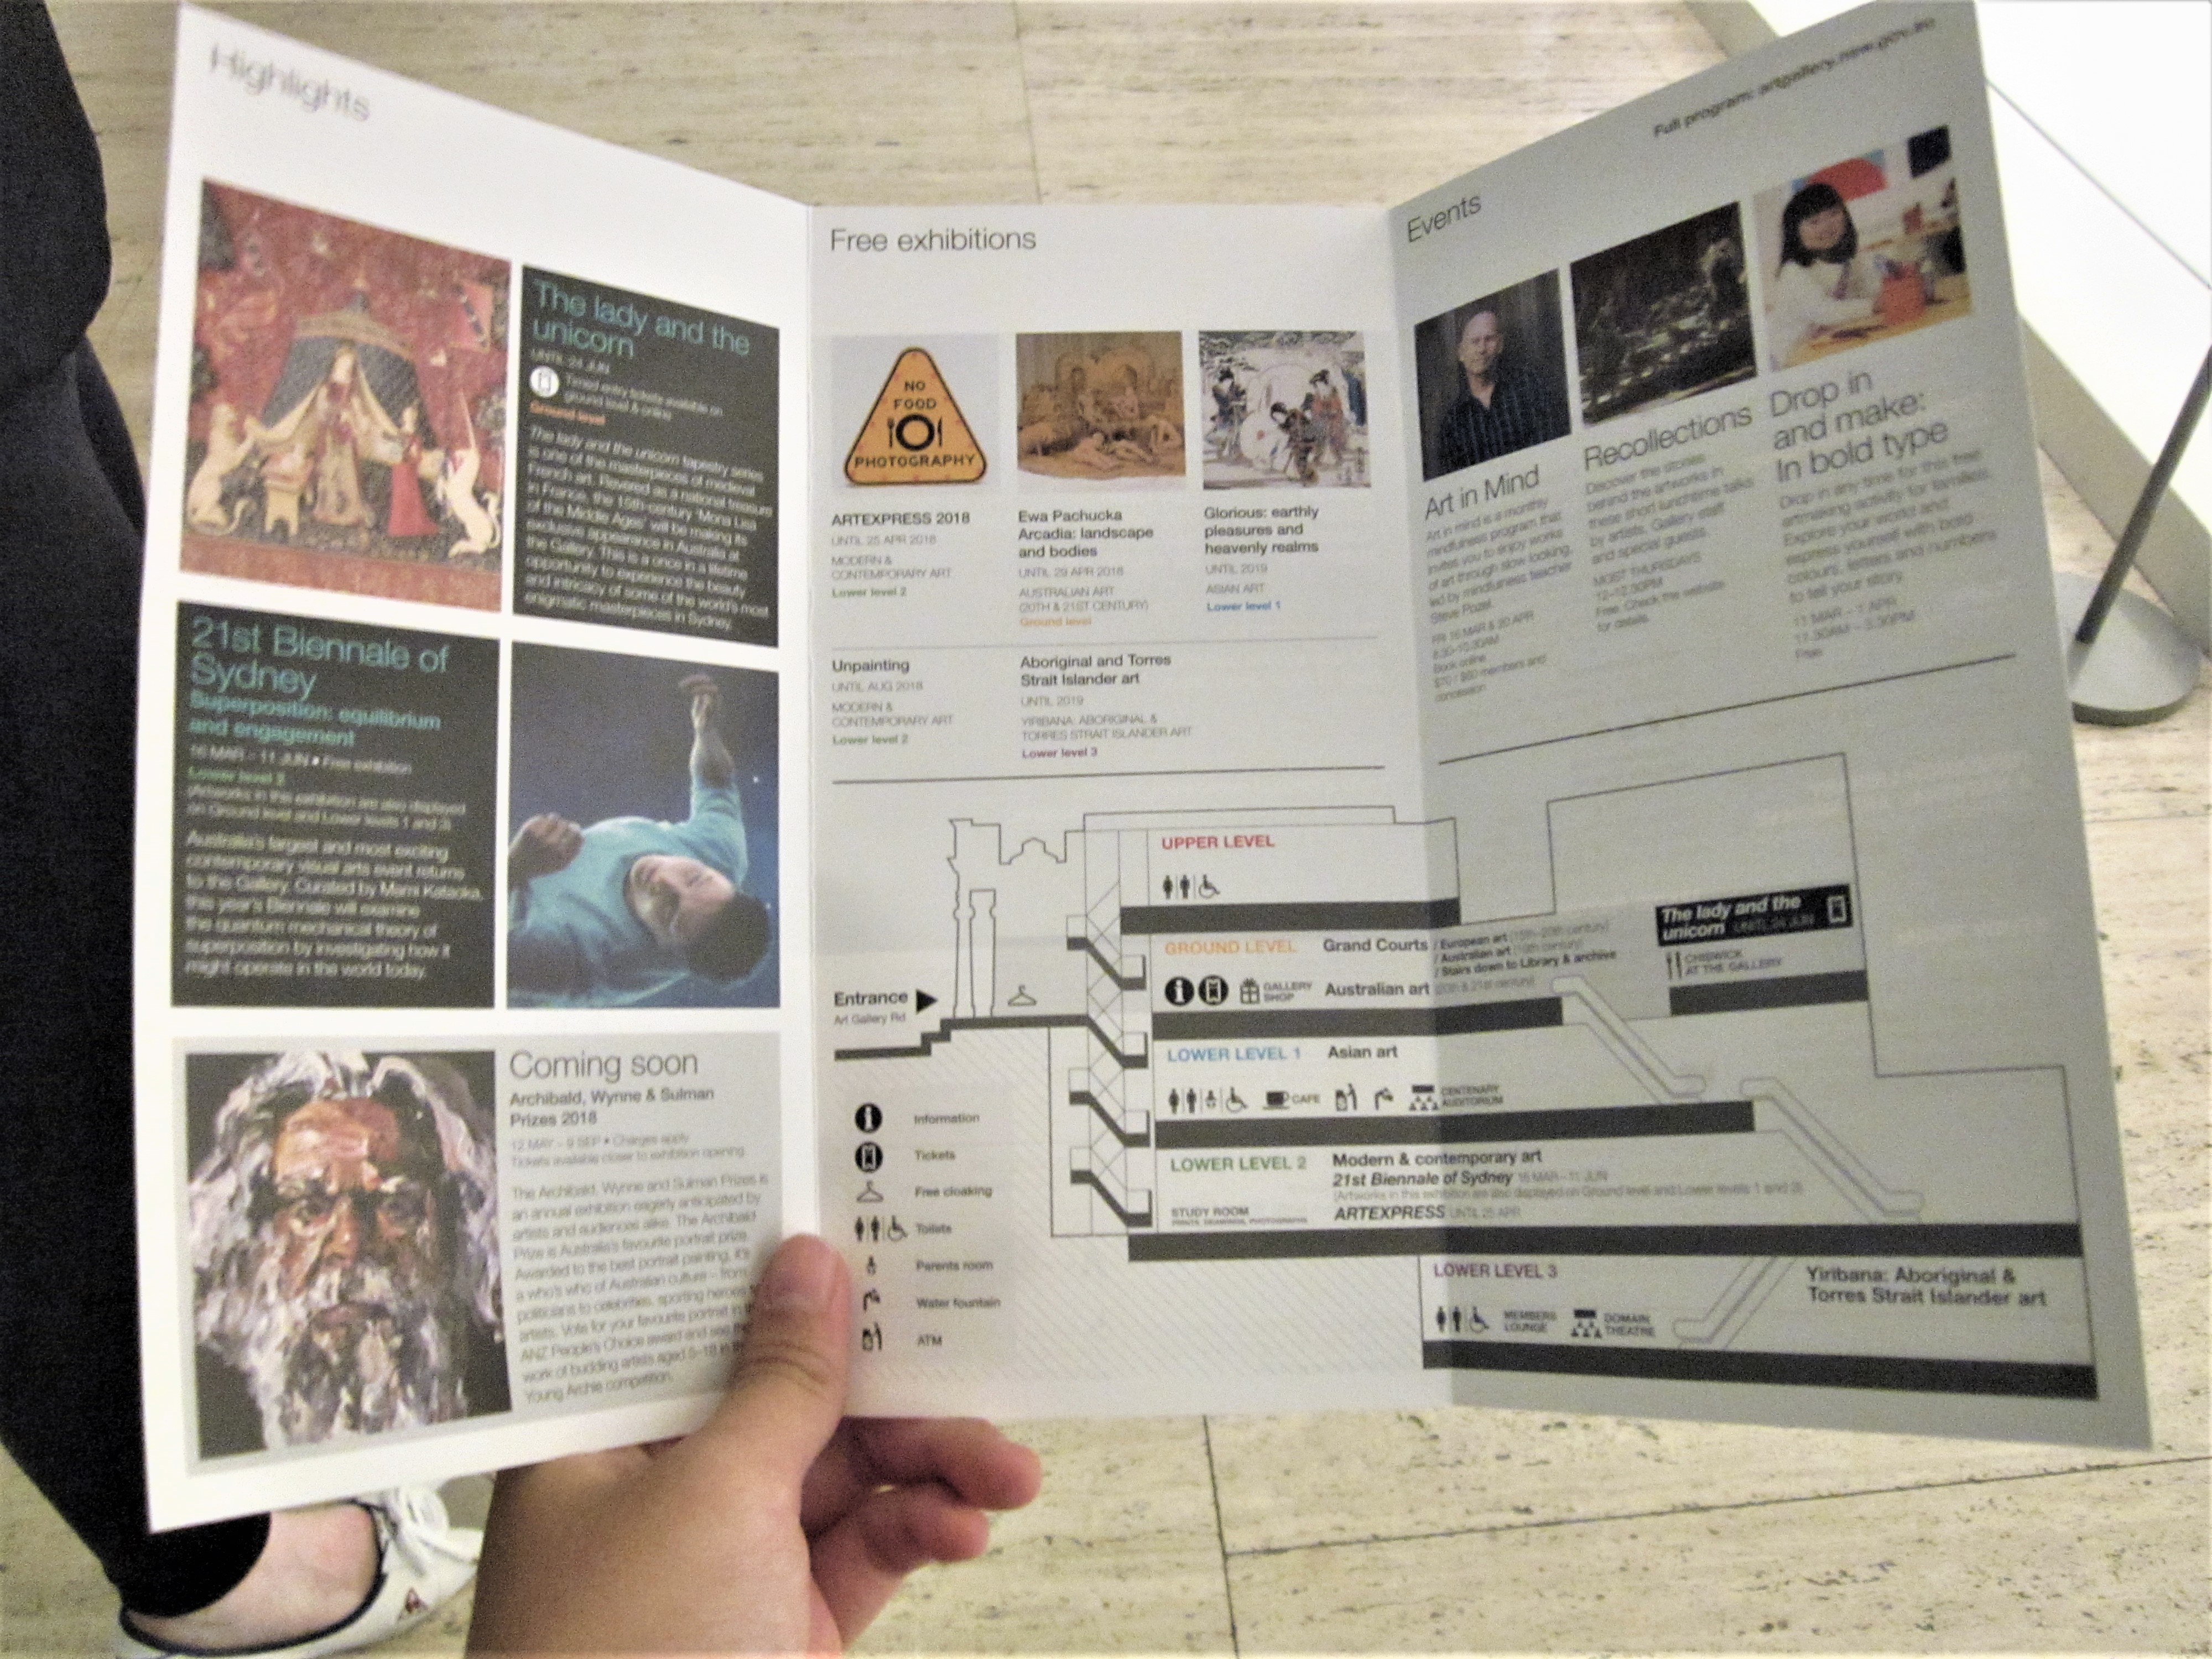 Highlights
The lady and the
unicorn
UNTIL 24 JUN
Timed entry tickets available on
ground level & online
Ground level
The lady and the unicorn tapestry series
is one of the masterpieces of medieval
French art. Revered as a national treasure
in France, the 15th-century 'Mona Lisa
of the Middle Ages' will be making its
exclusive appearance in Australia at
the Gallery. This is a once in a lifetime
opportunity to experience the beauty
and intricacy of some of the world's most
enigmatic masterpieces in Sydney.
21st Biennale of
Sydney
Superposition: equilibrium
and engagement
16 MAR – 11 JUN • Free exhibition
Lower level 2
(Artworks in this exhibition are also displayed
on Ground level and Lower levels 1 and 3)
Australia's largest and most exciting
contemporary visual arts event returns
to the Gallery. Curated by Mami Kataoka,
this year's Biennale will examine
the quantum mechanical theory of
superposition by investigating how it
might operate in the world today.
Coming soon
Archibald, Wynne & Sulman
Prizes 2018
12 MAY – 9 SEP • Charges apply
Tickets available closer to exhibition opening
The Archibald, Wynne and Sulman Prizes is
an annual exhibition eagerly anticipated by
artists and audiences alike. The Archibald
Prize is Australia's favourite portrait prize.
Awarded to the best portrait painting, it's
a who's who of Australian culture – from
politicians to celebrities, sporting heroes
artists. Vote for your favourite portrait in
ANZ People's Choice award and see
work of budding artists aged 5–18 in
Young Archie competition.
Free exhibitions
NO
FOOD
PHOTOGRAPHY
ARTEXPRESS 2018
UNTIL 25 APR 2018
MODERN &
CONTEMPORARY ART
Lower level 2
Ewa Pachucka
Arcadia: landscape
and bodies
UNTIL 29 APR 2018
AUSTRALIAN ART
(20TH & 21ST CENTURY)
Ground level
Glorious: earthly
pleasures and
heavenly realms
UNTIL 2019
ASIAN ART
Lower level 1
Unpainting
UNTIL AUG 2018
MODERN &
CONTEMPORARY ART
Lower level 2
Aboriginal and Torres
Strait Islander art
UNTIL 2019
YIRIBANA: ABORIGINAL &
TORRES STRAIT ISLANDER ART
Lower level 3
Full program: artgallery.nsw.gov.au
Events
Art in Mind
Art in mind is a monthly
mindfulness program that
invites you to enjoy works
of art through slow looking,
led by mindfulness teacher
FRI 16 MAR & 20 APR
Book online
Recollections
Discover the stories
behind the artworks in
these short lunchtime talks
by artists, Gallery staff
and special guests.
MOST THURSDAYS
12–12.30PM
Free. Check the website
for details.
Drop in
and make:
In bold type
Drop in any time for this free
artmaking activity for families.
Explore your world and
express yourself with bold
colours, letters and numbers
to tell your story.
11 MAR – 1 APR
11.30AM – 3.30PM
Free
UPPER LEVEL
GROUND LEVEL
Grand Courts / European art (15th–20th century)
/ Australian art (19th century)
/ Stairs down to Library & archive
GALLERY
SHOP
Australian art (20th & 21st century)
The lady and the
unicorn UNTIL 24 JUN
CHISWICK
AT THE GALLERY
Entrance
Art Gallery Rd
LOWER LEVEL 1 Asian art
CAFE
CENTENARY
AUDITORIUM
LOWER LEVEL 2
Modern & contemporary art
21st Biennale of Sydney 16 MAR – 11 JUN
(Artworks in this exhibition are also displayed on Ground level and Lower levels 1 and 3)
STUDY ROOM
PRINTS, DRAWINGS, PHOTOGRAPHS
ARTEXPRESS UNTIL 25 APR
LOWER LEVEL 3
MEMBERS
LOUNGE
DOMAIN
THEATRE
Yiribana: Aboriginal &
Torres Strait Islander art
Information
Tickets
Free cloaking
Toilets
Parents room
Water fountain
ATM